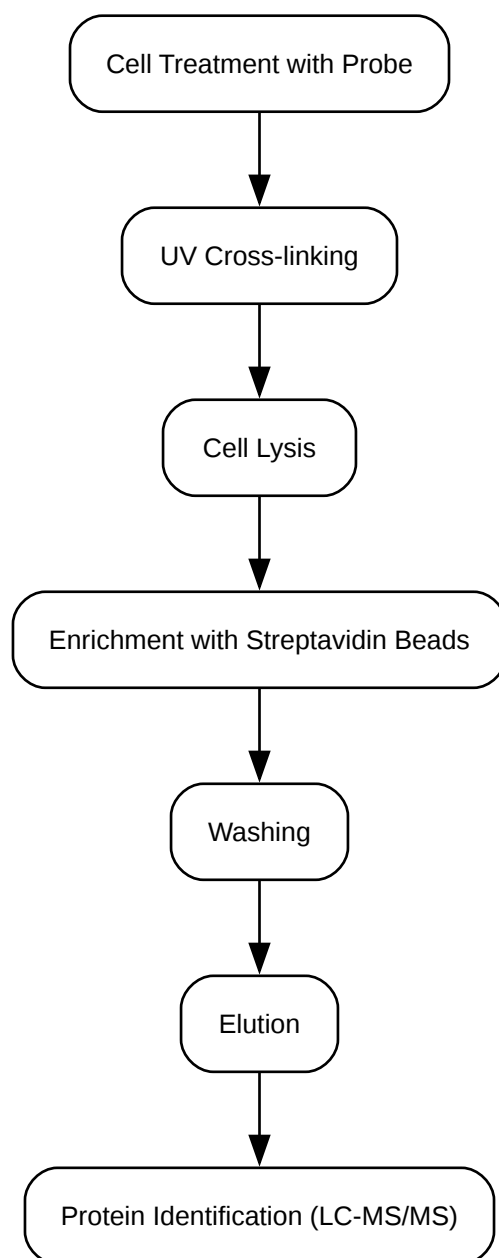 Cell Treatment with Probe
UV Cross-linking
Cell Lysis
Enrichment with Streptavidin Beads
Washing
Elution
Protein Identification (LC-MS/MS)